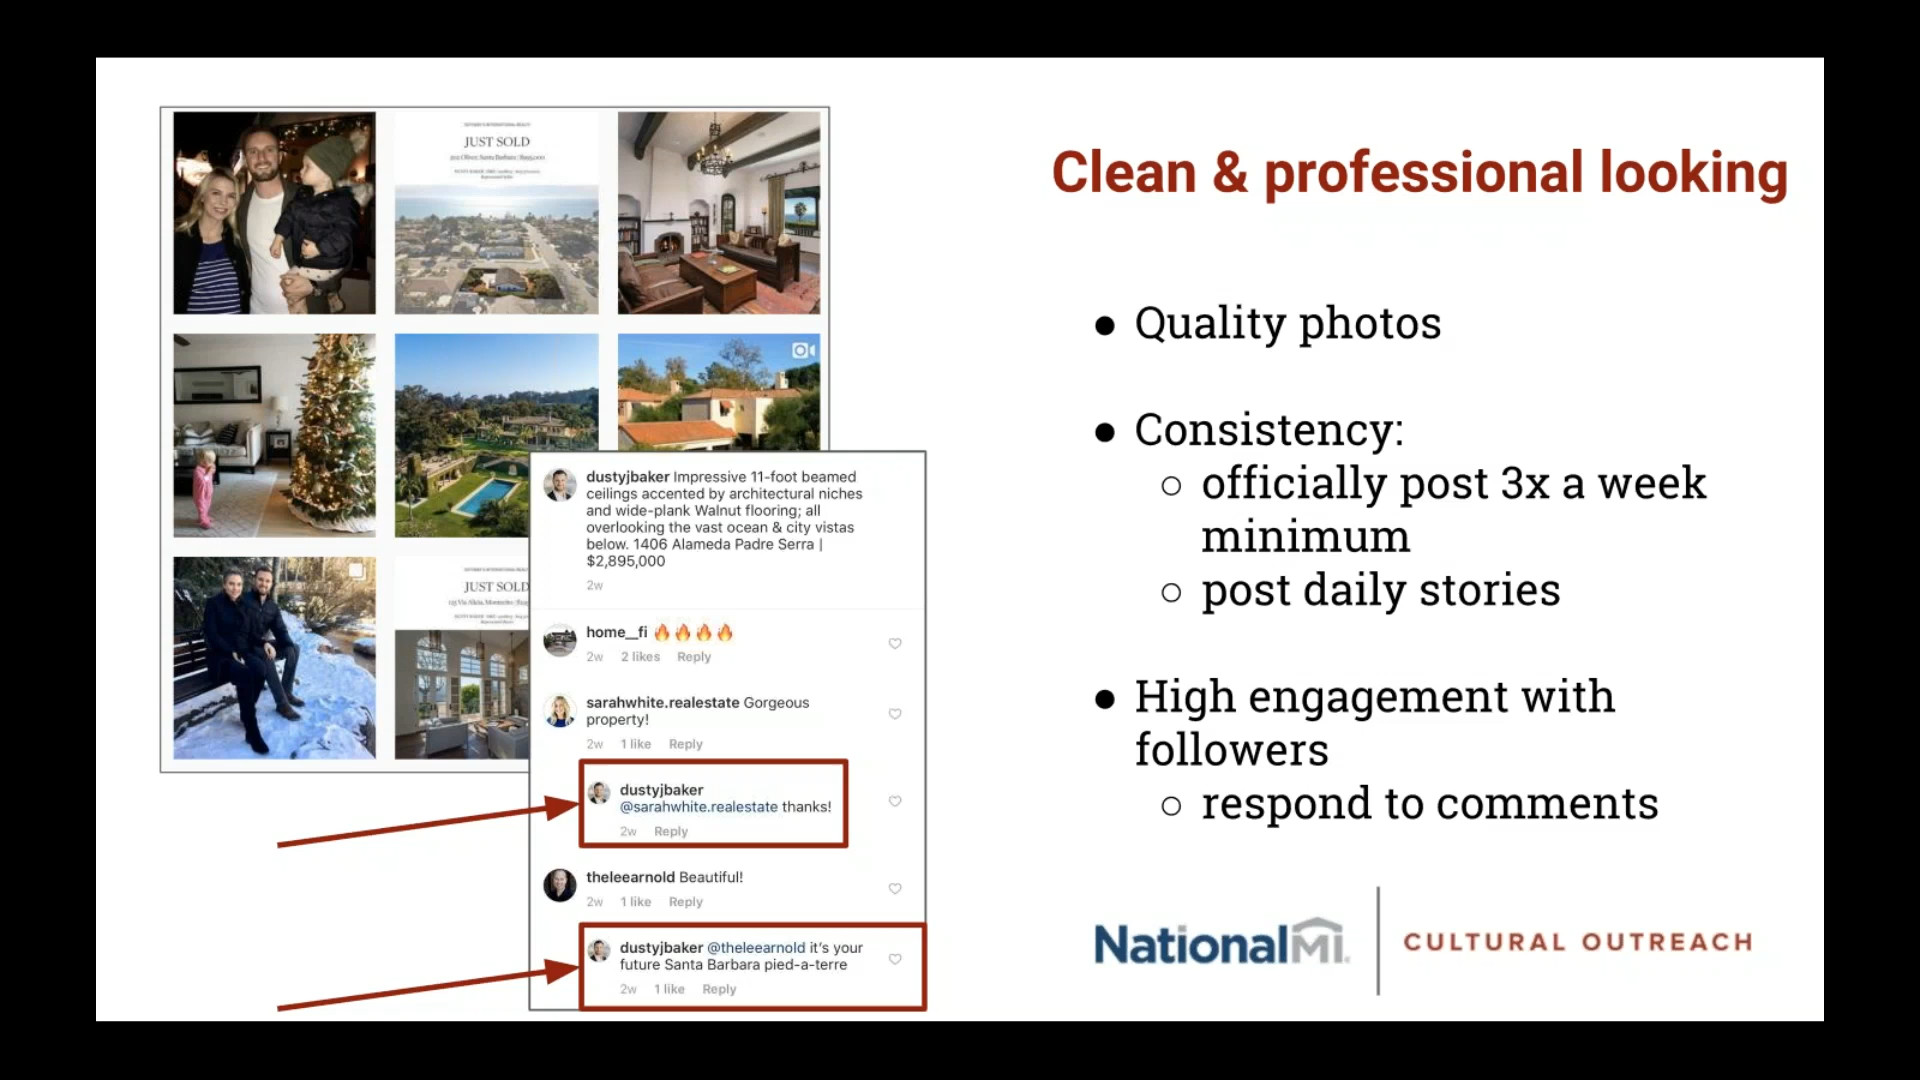 JUST SOLD
Clean & professional looking
● Quality photos
● Consistency:
○ officially post 3x a week
minimum
○ post daily stories
● High engagement with
followers
○ respond to comments
JUST SOLD
dustyjbaker Impressive 11-foot beamed
ceilings accented by architectural niches
and wide-plank Walnut flooring; all
overlooking the vast ocean & city vistas
below. 1406 Alameda Padre Serra |
$2,895,000
2w
home__fi 🔥🔥🔥🔥
2w 2 likes Reply
sarahwhite.realestate Gorgeous
property!
2w 1 like Reply
dustyjbaker
@sarahwhite.realestate thanks!
2w Reply
theleearnold Beautiful!
2w 1 like Reply
dustyjbaker @theleearnold it's your
future Santa Barbara pied-a-terre
2w 1 like Reply
NationalMI.
CULTURAL OUTREACH